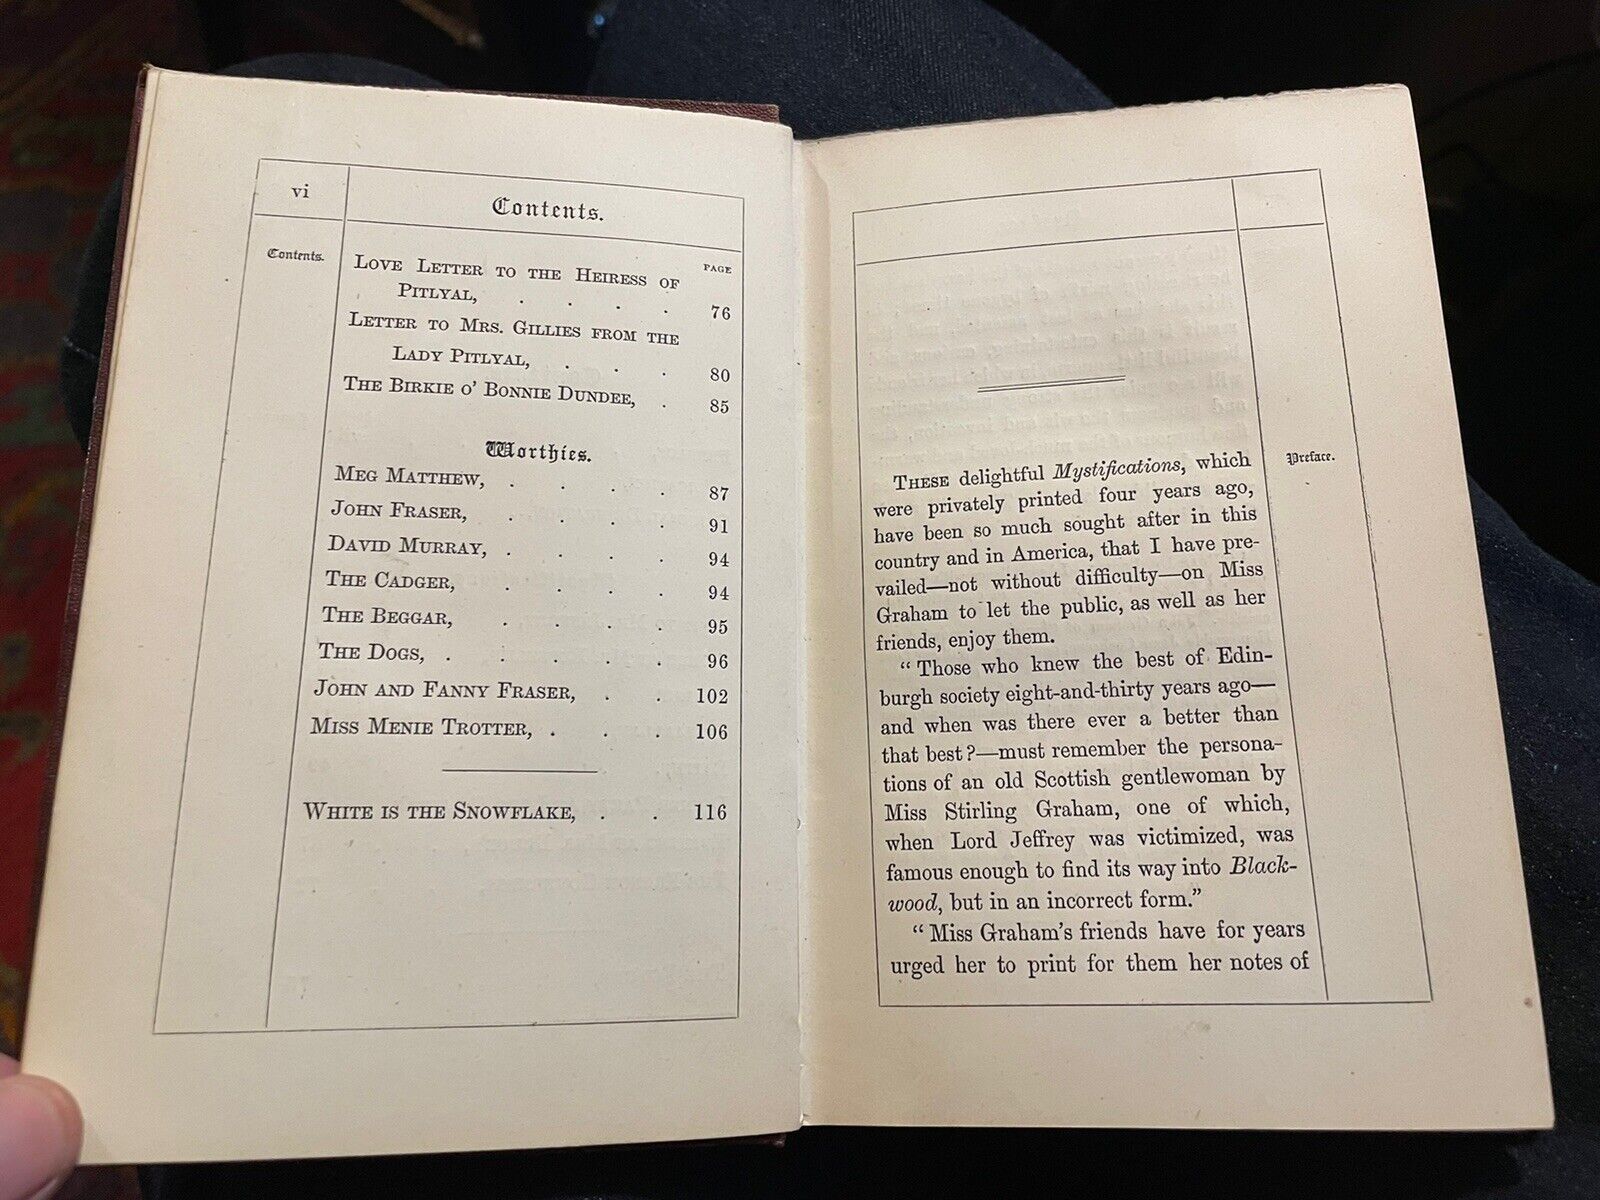 vi
Contents.
Contents.
PAGE
LOVE LETTER TO THE HEIRESS OF
PITLYAL, . . . . 76
LETTER TO MRS. GILLIES FROM THE
LADY PITLYAL, . . . 80
THE BIRKIE O' BONNIE DUNDEE, . 85
Worthies.
MEG MATTHEW, . . . . 87
JOHN FRASER, . . . . 91
DAVID MURRAY, . . . . 94
THE CADGER, . . . . 94
THE BEGGAR, . . . . 95
THE DOGS, . . . . . 96
JOHN AND FANNY FRASER, . . 102
MISS MENIE TROTTER, . . . 106
WHITE IS THE SNOWFLAKE, . . 116
Preface.
THESE delightful Mystifications, which
were privately printed four years ago,
have been so much sought after in this
country and in America, that I have pre-
vailed—not without difficulty—on Miss
Graham to let the public, as well as her
friends, enjoy them.
“Those who knew the best of Edin-
burgh society eight-and-thirty years ago—
and when was there ever a better than
that best?—must remember the persona-
tions of an old Scottish gentlewoman by
Miss Stirling Graham, one of which,
when Lord Jeffrey was victimized, was
famous enough to find its way into Black-
wood, but in an incorrect form.”
“Miss Graham's friends have for years
urged her to print for them her notes of